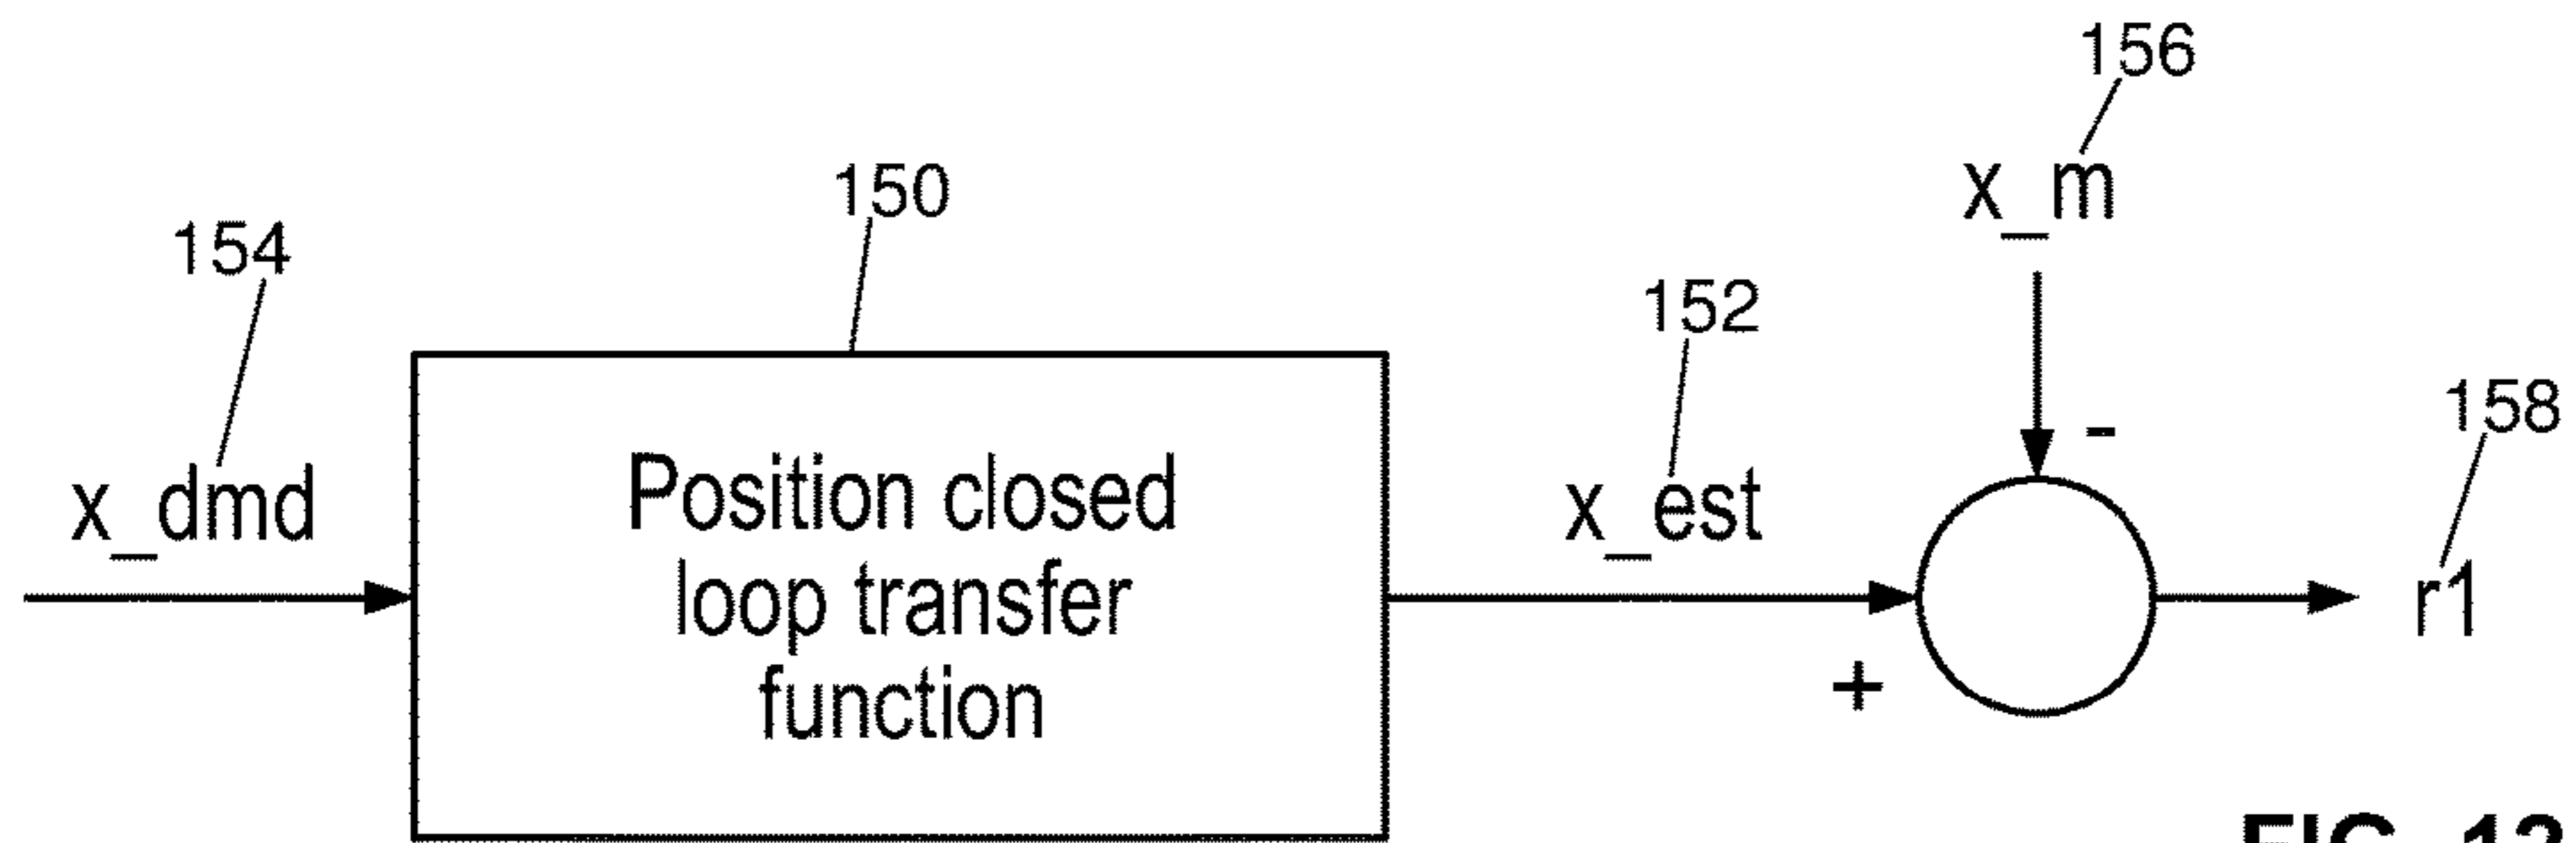 156
x_m
150
154
152
158
x_dmd
Position closed
loop transfer
function
x_est
-
+
r1